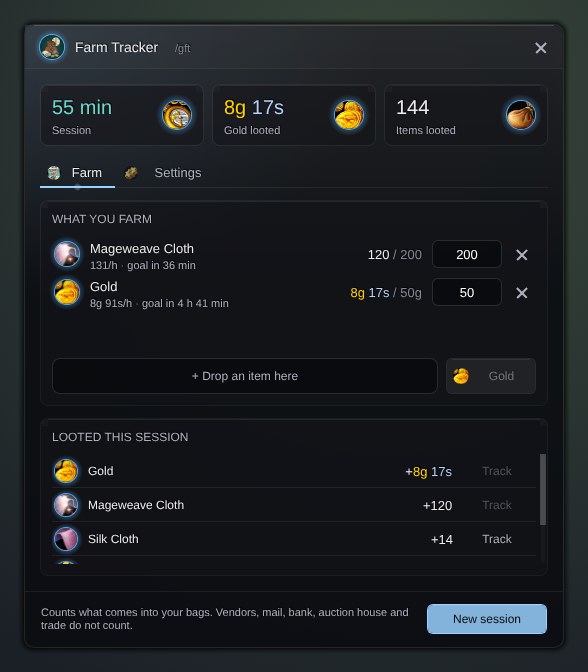 Farm Tracker /gft
55 min
Session
8g 17s
Gold looted
144
Items looted
Farm
Settings
WHAT YOU FARM
Mageweave Cloth
131/h · goal in 36 min
120 / 200
200
Gold
8g 91s/h · goal in 4 h 41 min
8g 17s / 50g
50
+ Drop an item here
Gold
LOOTED THIS SESSION
Gold +8g 17s Track
Mageweave Cloth +120 Track
Silk Cloth +14 Track
Counts what comes into your bags. Vendors, mail, bank, auction house and
trade do not count.
New session